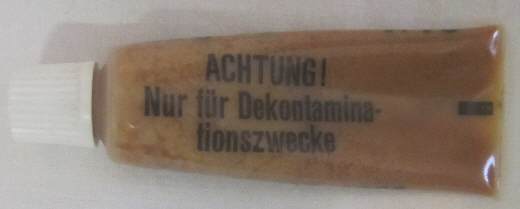 ACHTUNG!
Nur für Dekontamina-
tionszwecke